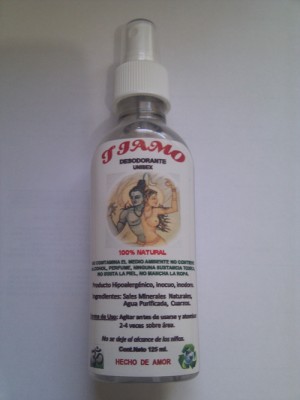 TIAMO
DESODORANTE
UNISEX
100% NATURAL
NO CONTAMINA EL MEDIO AMBIENTE NO CONTIENE
ALCOHOL, PERFUME, NINGUNA SUSTANCIA TOXICA
NO IRRITA LA PIEL, NO MANCHA LA ROPA.
Producto Hipoalergénico, Inocuo, Inodoro.
Ingredientes: Sales Minerales Naturales,
Agua Purificada, Cuarzos.
de Uso: Agitar antes de usarse y
2-4 veces sobre área.
No se deje al alcance de los niños.
Cont.Neto 125 ml.
HECHO DE AMOR